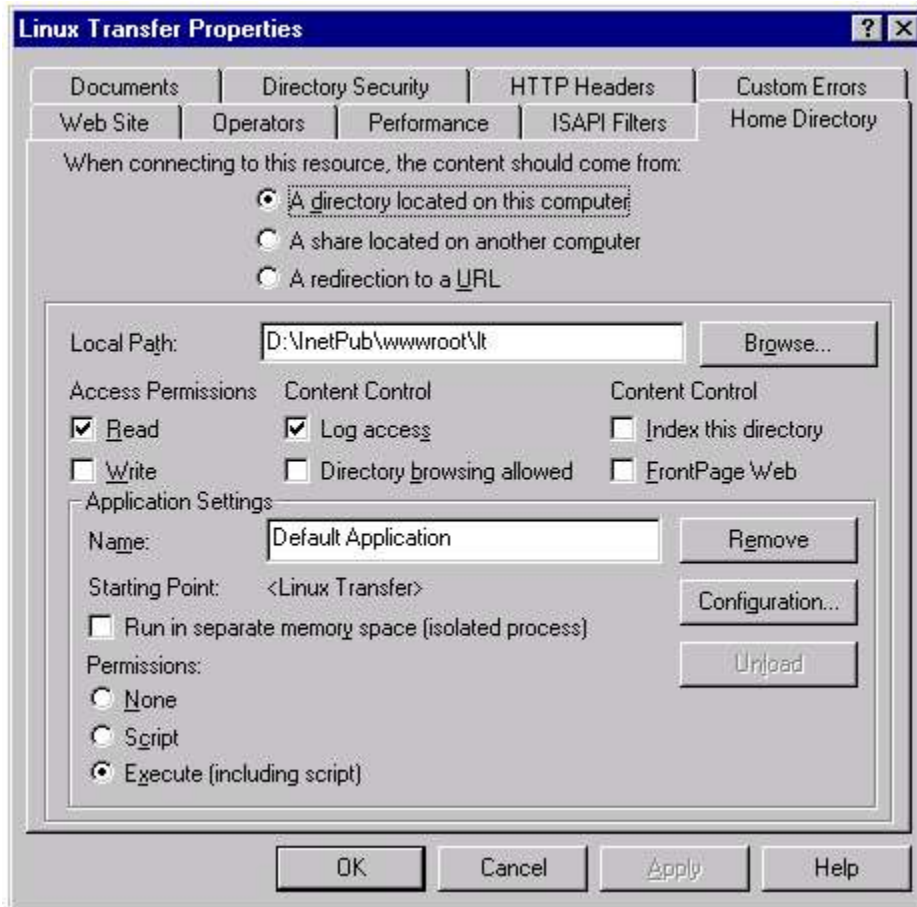 Linux Transfer Properties ? X
Documents Directory Security HTTP Headers Custom Errors
Web Site Operators Performance ISAPI Filters Home Directory
When connecting to this resource, the content should come from:
A directory located on this computer
A share located on another computer
A redirection to a URL
Local Path: D:\InetPub\wwwroot\lt Browse...
Access Permissions Content Control Content Control
Read Log access Index this directory
Write Directory browsing allowed FrontPage Web
Application Settings
Name: Default Application Remove
Starting Point: <Linux Transfer> Configuration...
Run in separate memory space (isolated process)
Permissions: Unload
None
Script
Execute (including script)
OK Cancel Apply Help